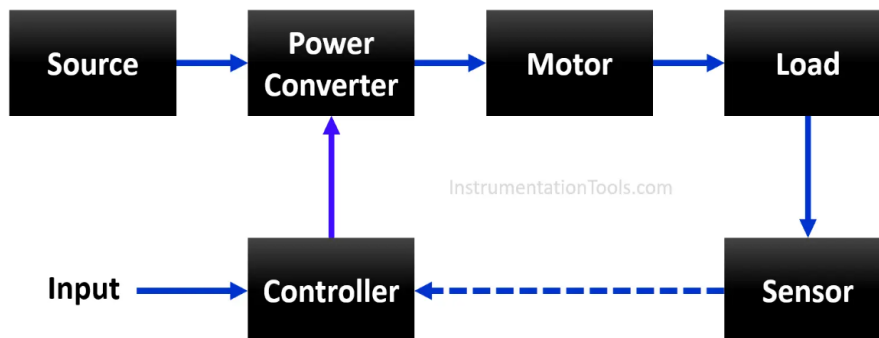 Source
Power
Converter
Motor
Load
InstrumentationTools.com
Input
Controller
Sensor